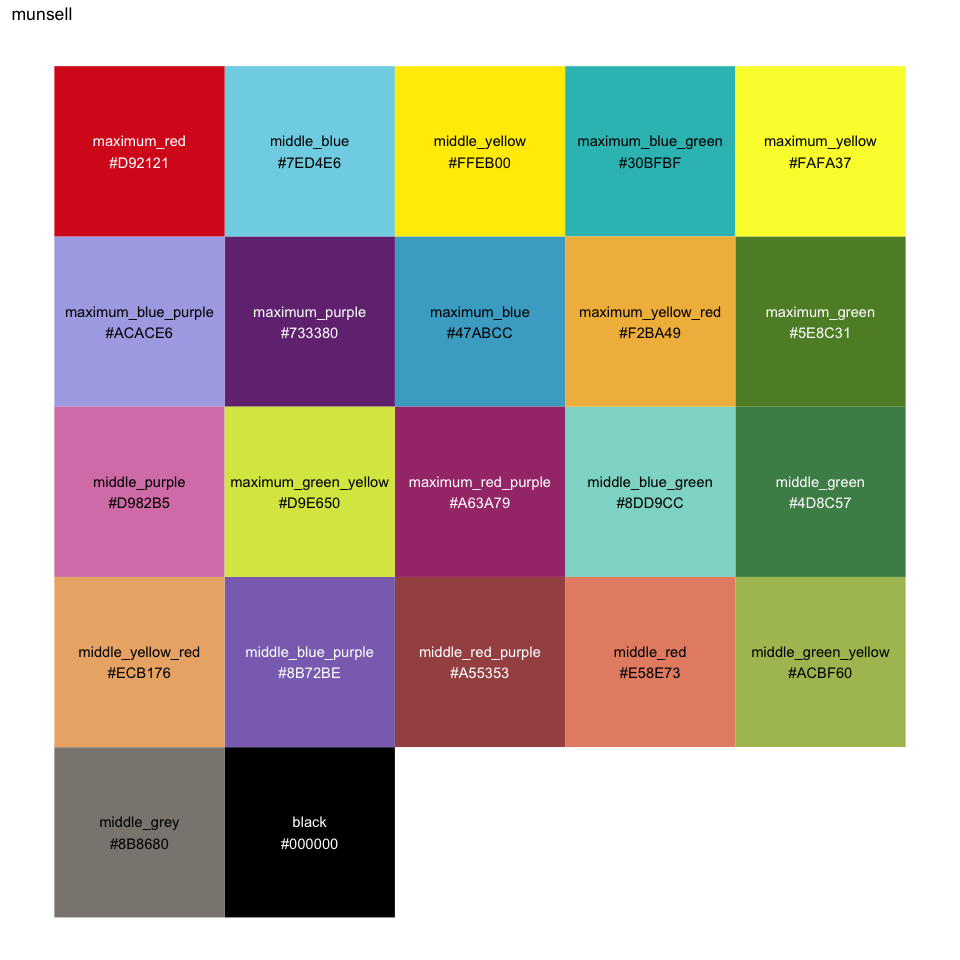 munsell
maximum_red
#D92121
middle_blue
#7ED4E6
middle_yellow
#FFEB00
maximum_blue_green
#30BFBF
maximum_yellow
#FAFA37
maximum_blue_purple
#ACACE6
maximum_purple
#733380
maximum_blue
#47ABCC
maximum_yellow_red
#F2BA49
maximum_green
#5E8C31
middle_purple
#D982B5
maximum_green_yellow
#D9E650
maximum_red_purple
#A63A79
middle_blue_green
#8DD9CC
middle_green
#4D8C57
middle_yellow_red
#ECB176
middle_blue_purple
#8B72BE
middle_red_purple
#A55353
middle_red
#E58E73
middle_green_yellow
#ACBF60
middle_grey
#8B8680
black
#000000